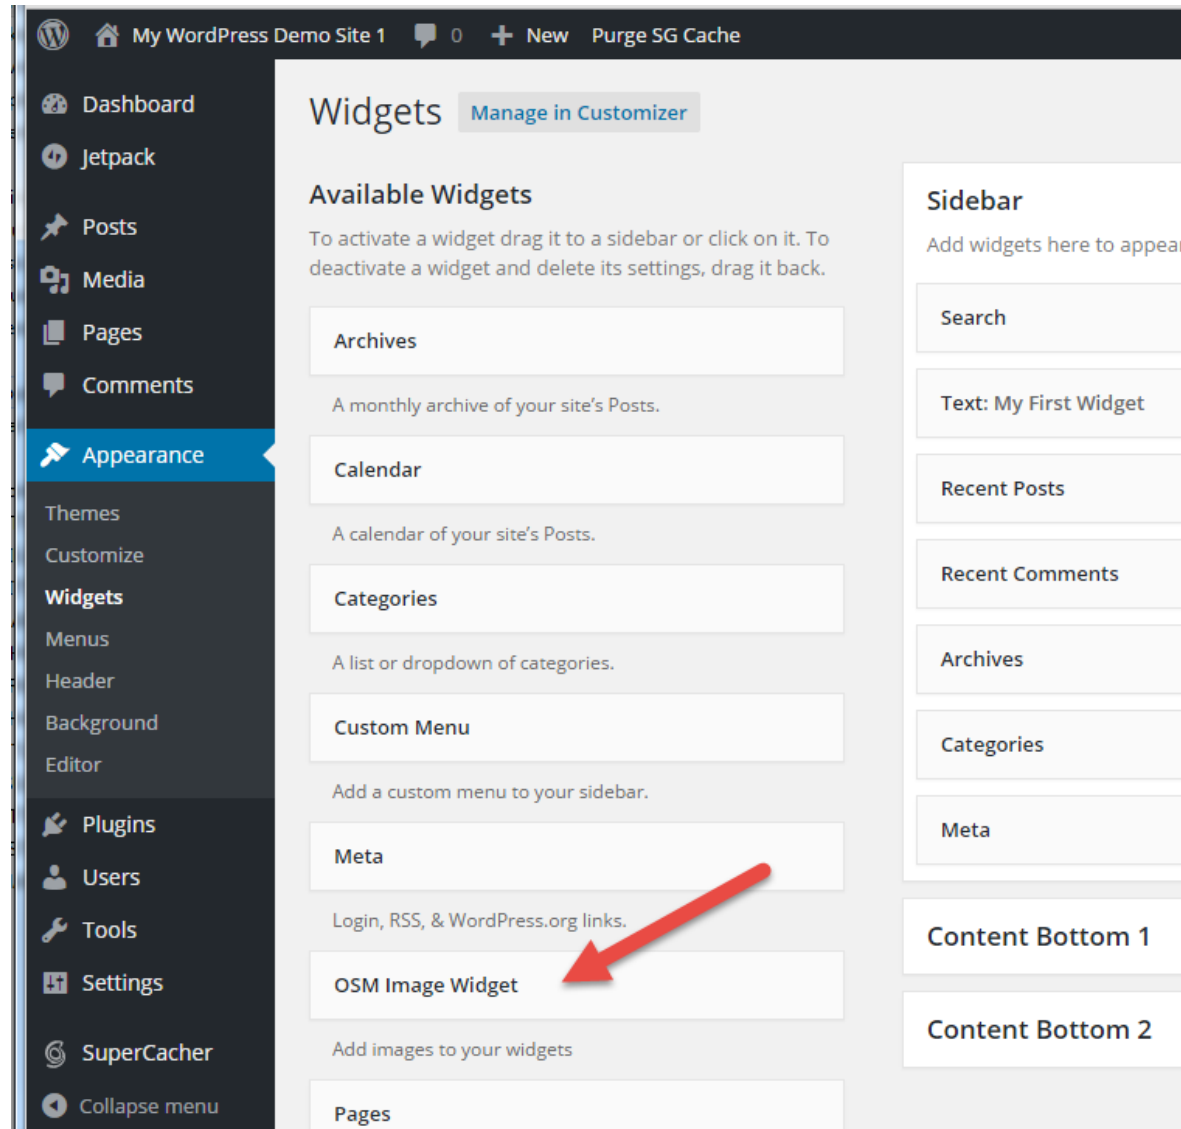 My WordPress Demo Site 1 0 New Purge SG Cache
Dashboard
Jetpack
Posts
Media
Pages
Comments
Appearance
Themes
Customize
Widgets
Menus
Header
Background
Editor
Plugins
Users
Tools
Settings
SuperCacher
Collapse menu
Widgets Manage in Customizer
Available Widgets
To activate a widget drag it to a sidebar or click on it. To
deactivate a widget and delete its settings, drag it back.
Archives
A monthly archive of your site’s Posts.
Calendar
A calendar of your site’s Posts.
Categories
A list or dropdown of categories.
Custom Menu
Add a custom menu to your sidebar.
Meta
Login, RSS, & WordPress.org links.
OSM Image Widget
Add images to your widgets
Pages
Sidebar
Add widgets here to appear
Search
Text: My First Widget
Recent Posts
Recent Comments
Archives
Categories
Meta
Content Bottom 1
Content Bottom 2